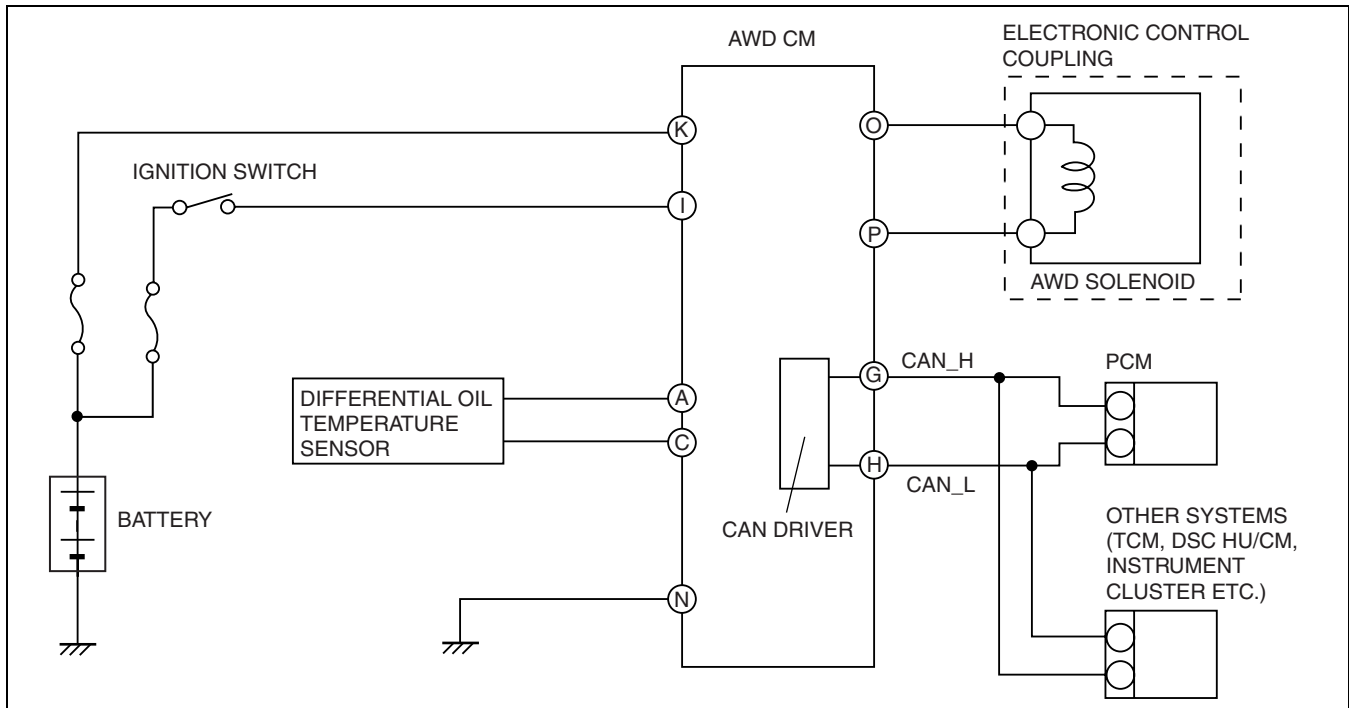 AWD CM
ELECTRONIC CONTROL
COUPLING
K
O
IGNITION SWITCH
I
P
AWD SOLENOID
CAN_H
PCM
G
DIFFERENTIAL OIL
TEMPERATURE
SENSOR
A
C
H
CAN_L
BATTERY
CAN DRIVER
OTHER SYSTEMS
(TCM, DSC HU/CM,
INSTRUMENT
CLUSTER ETC.)
N